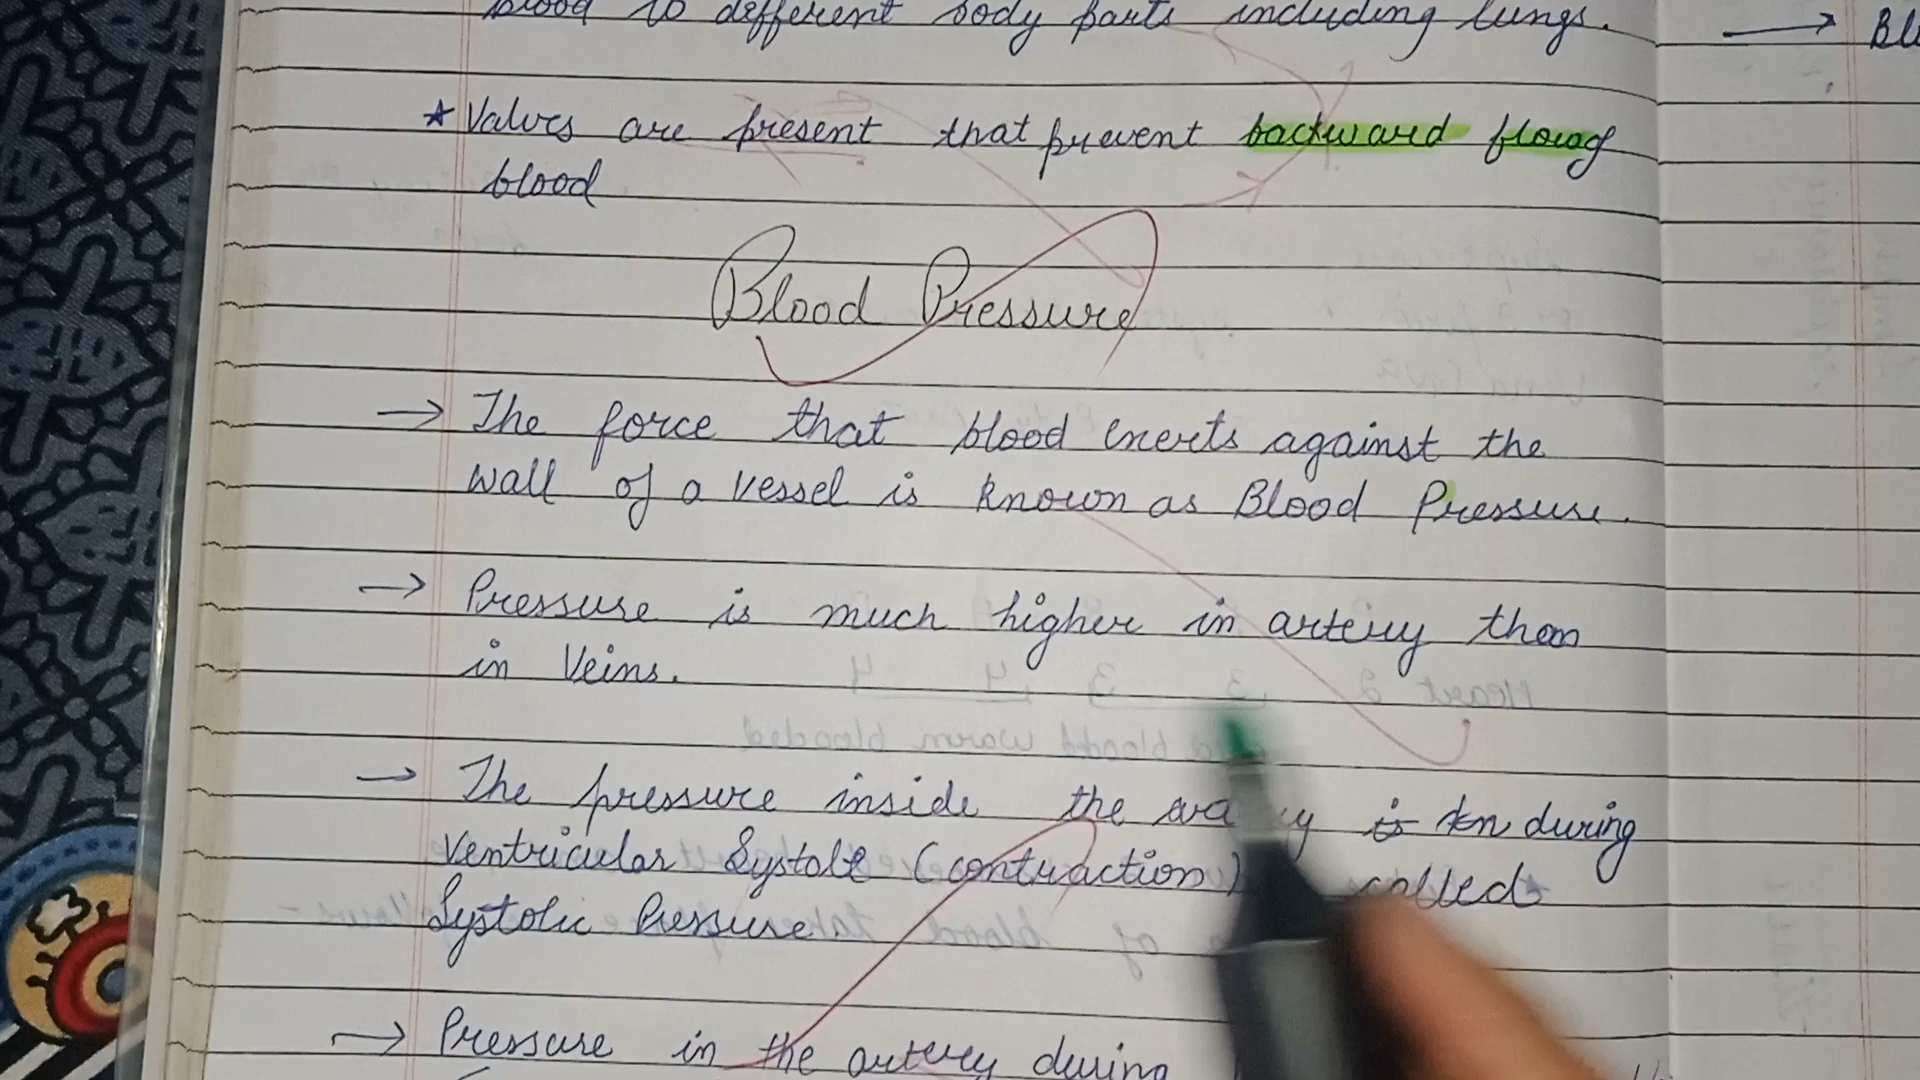 blood to different body parts including lungs.
→ Bl
* Valves are present that prevent backward flow of
blood.
Blood Pressure
→ The force that blood exerts against the
wall of a vessel is known as Blood Pressure.
→ Pressure is much higher in artery than
in Veins.
→ The pressure inside the during
Ventricular Systole (contraction) called
Systolic Pressure
→ Pressure in the artery during